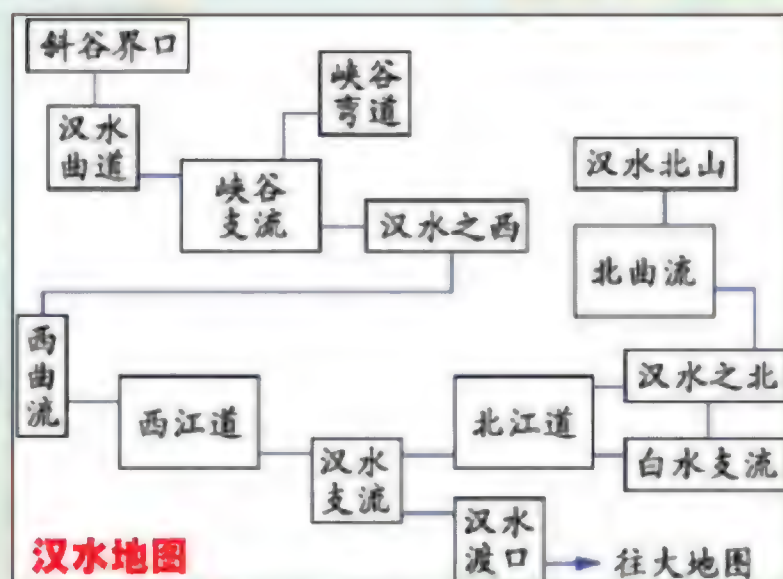 斜谷界口
峡谷
弯道
汉水
曲道
峡谷
支流
汉水之西
汉水北山
北曲流
西
曲
流
西江道
汉水
支流
北江道
汉水之北
白水支流
汉水
渡口
往大地图
汉水地图